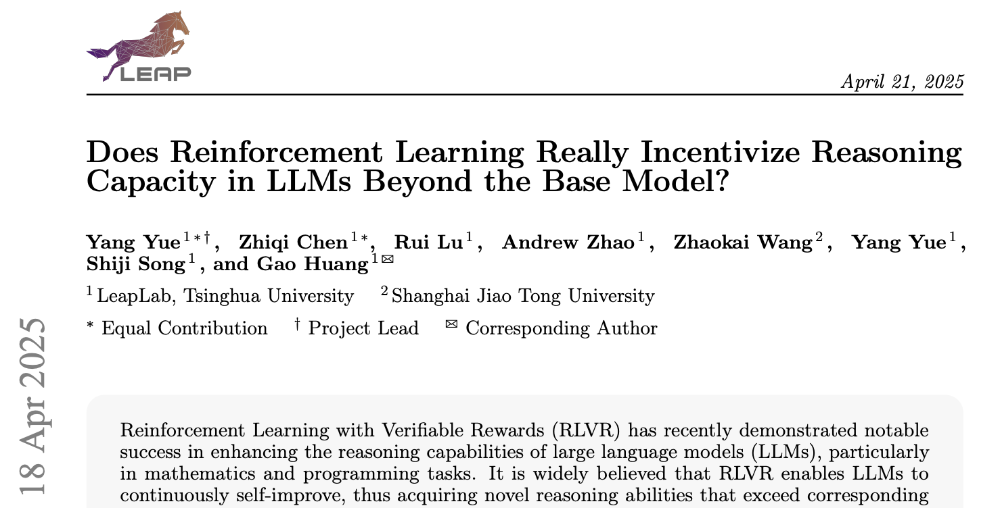 LEAP
April 21, 2025
Does Reinforcement Learning Really Incentivize Reasoning
Capacity in LLMs Beyond the Base Model?
Yang Yue 1 * †, Zhiqi Chen 1 *, Rui Lu 1, Andrew Zhao 1, Zhaokai Wang 2, Yang Yue 1,
Shiji Song 1, and Gao Huang 1 ✉
1 LeapLab, Tsinghua University 2 Shanghai Jiao Tong University
* Equal Contribution † Project Lead ✉ Corresponding Author
18 Apr 2025
Reinforcement Learning with Verifiable Rewards (RLVR) has recently demonstrated notable
success in enhancing the reasoning capabilities of large language models (LLMs), particularly
in mathematics and programming tasks. It is widely believed that RLVR enables LLMs to
continuously self-improve, thus acquiring novel reasoning abilities that exceed corresponding